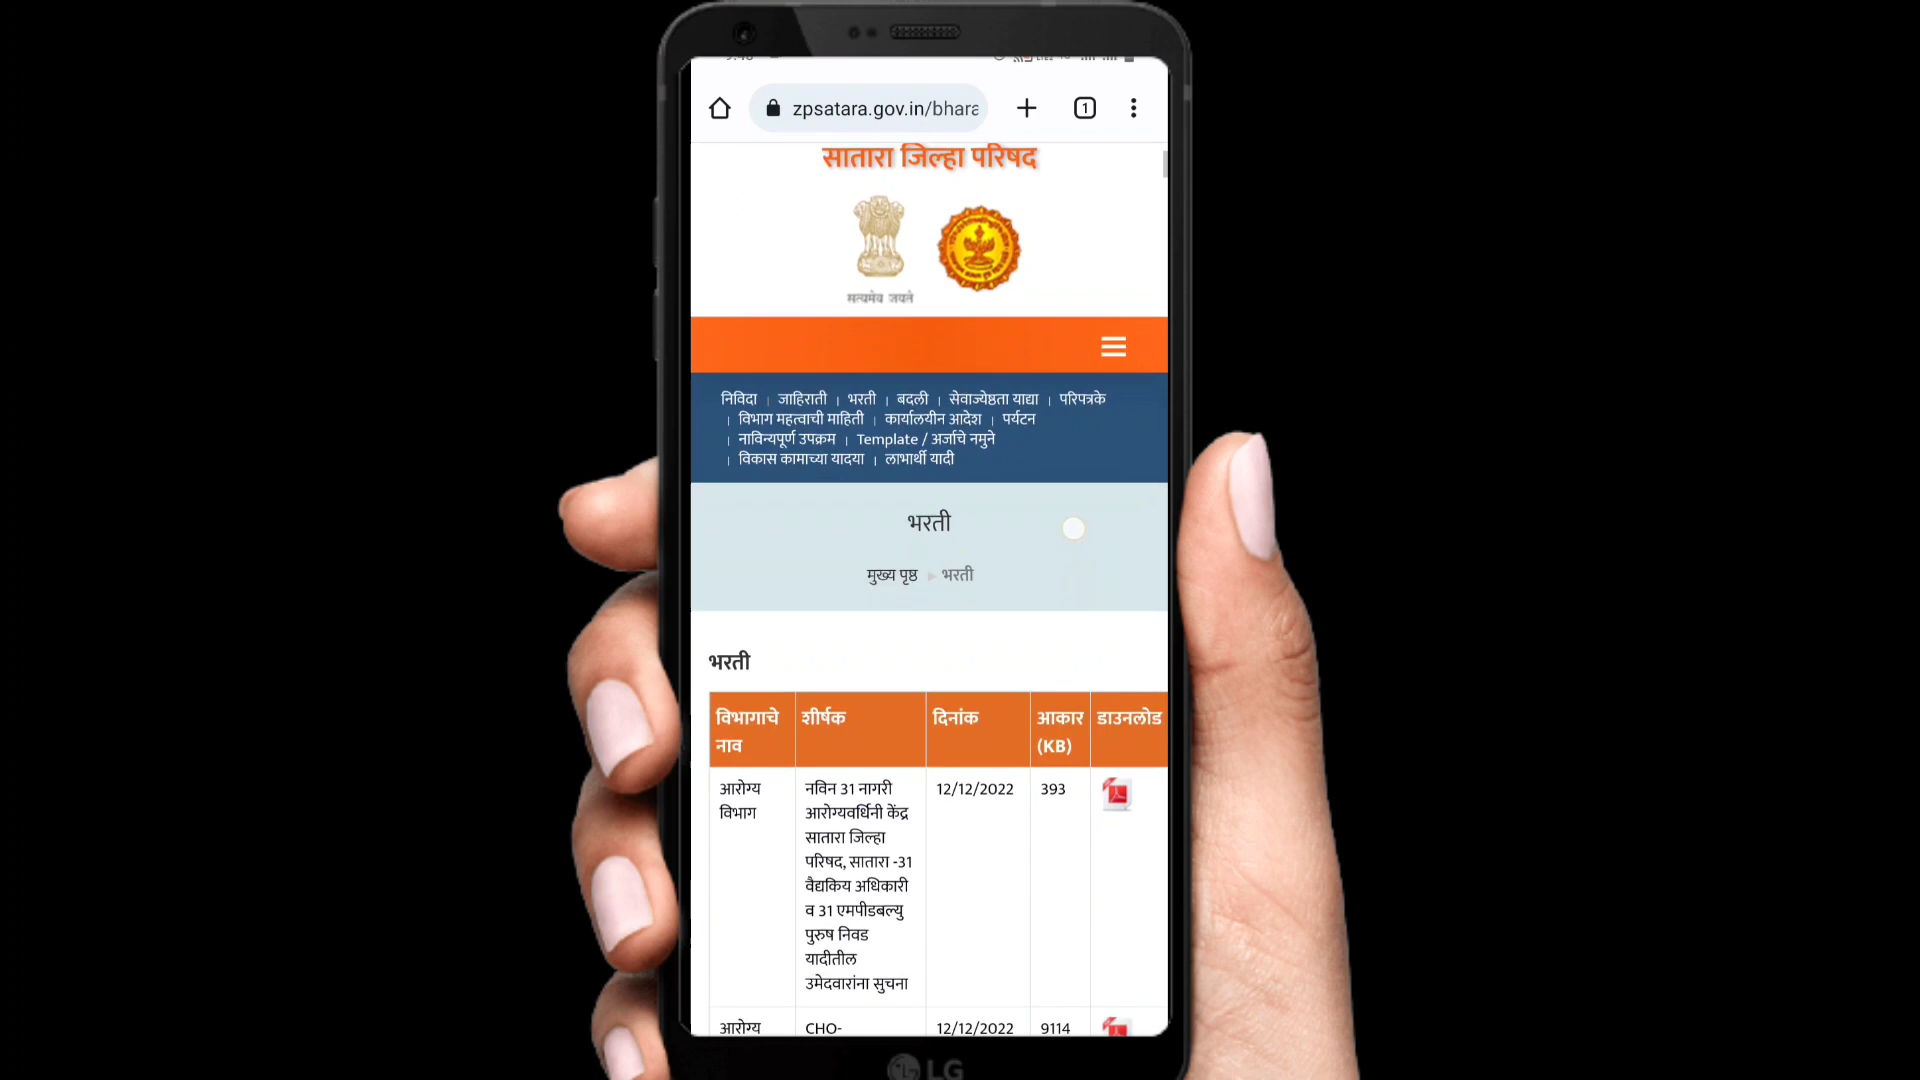 zpsatara.gov.in/bhara
1
सातारा जिल्हा परिषद
सत्यमेव जयते
निविदा | जाहिराती | भरती | बदली | सेवाज्येष्ठता याद्या | परिपत्रके
| विभाग महत्वाची माहिती | कार्यालयीन आदेश | पर्यटन
| नाविन्यपूर्ण उपक्रम | Template / अर्जाचे नमुने
| विकास कामाच्या यादया | लाभार्थी यादी
भरती
मुख्य पृष्ठ ▸ भरती
भरती
विभागाचे नाव शीर्षक दिनांक आकार (KB) डाउनलोड
आरोग्य विभाग
नविन 31 नागरी
आरोग्यवर्धिनी केंद्र
सातारा जिल्हा
परिषद, सातारा -31
वैद्यकिय अधिकारी
व 31 एमपीडबल्यु
पुरुष निवड
यादीतील
उमेदवारांना सुचना
12/12/2022 393
आरोग्य CHO- 12/12/2022 9114
LG